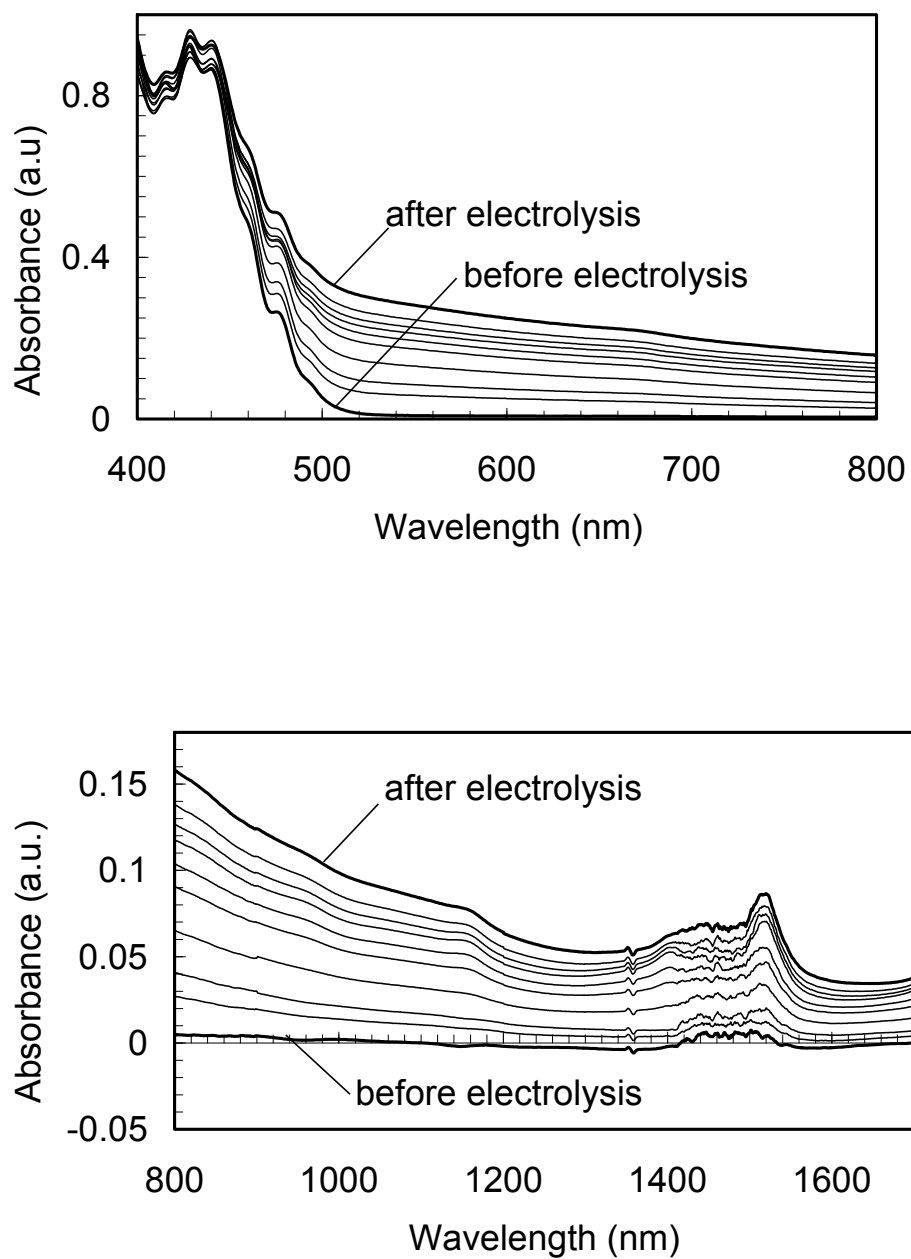 0.8
0.4
0
Absorbance (a.u)
after electrolysis
before electrolysis
400 500 600 700 800
Wavelength (nm)
0.15
0.1
0.05
0
-0.05
Absorbance (a.u.)
after electrolysis
before electrolysis
800 1000 1200 1400 1600
Wavelength (nm)